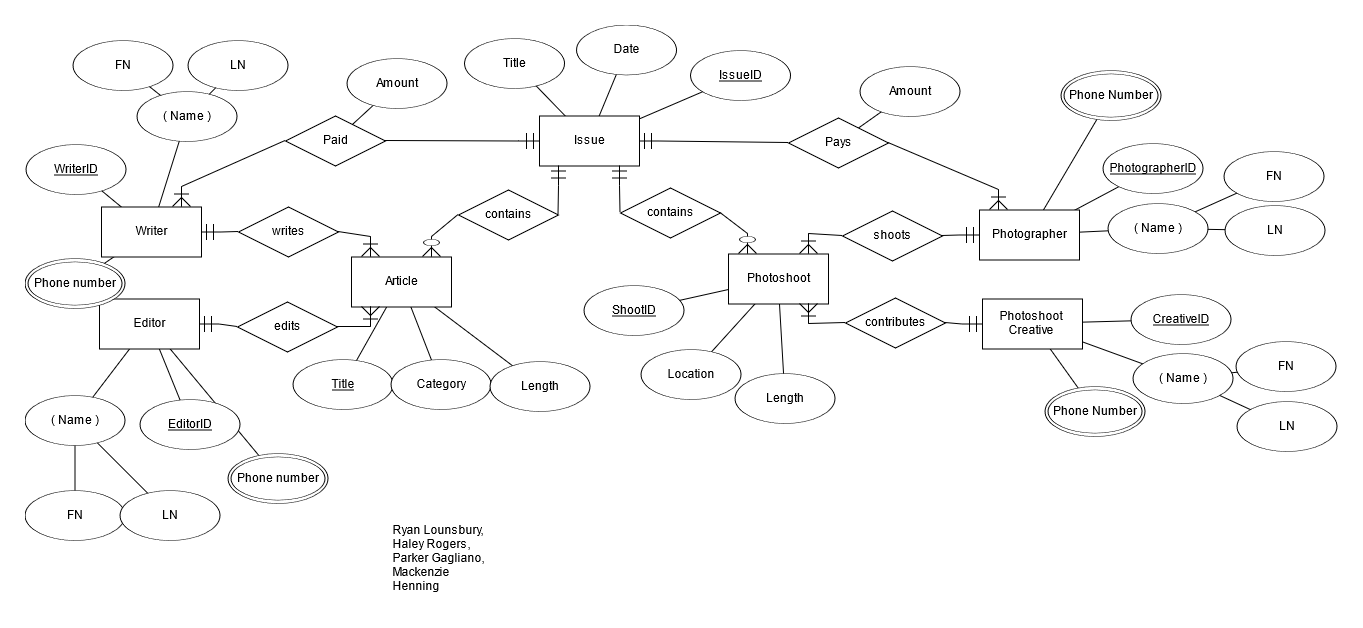 FN
LN
( Name )
WriterID
Writer
Phone number
Amount
Paid
writes
Editor
edits
( Name )
EditorID
Phone number
FN
LN
Title
Date
IssueID
Issue
contains
contains
Article
Title
Category
Length
Amount
Pays
Phone Number
PhotographerID
FN
( Name )
LN
Photographer
shoots
Photoshoot
ShootID
Location
Length
contributes
Photoshoot
Creative
CreativeID
( Name )
FN
LN
Phone Number
Ryan Lounsbury,
Haley Rogers,
Parker Gagliano,
Mackenzie
Henning